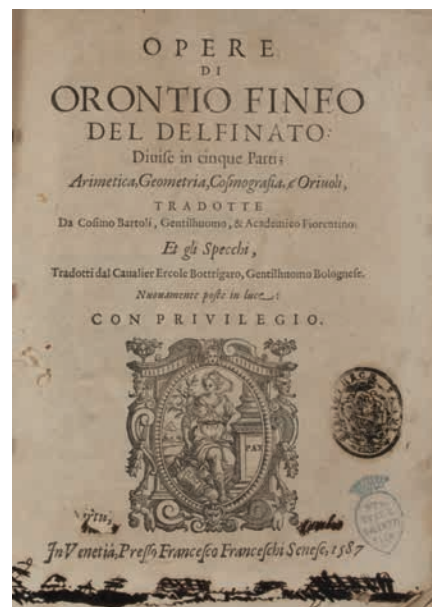 OPERE
DI
ORONTIO FINEO
DEL DELFINATO:
Diuise in cinque Parti;
Arimetica, Geometria, Cosmografia, e Oriuoli,
TRADOTTE
Da Cosimo Bartoli, Gentilhuomo, & Academico Fiorentino:
Et gli Specchi,
Tradotti dal Caualier Ercole Bottrigaro, Gentilhuomo Bolognese.
Nuouamente poste in luce:
CON PRIVILEGIO.
PAX
In Venetia, Presso Francesco Franceschi Senese, 1587